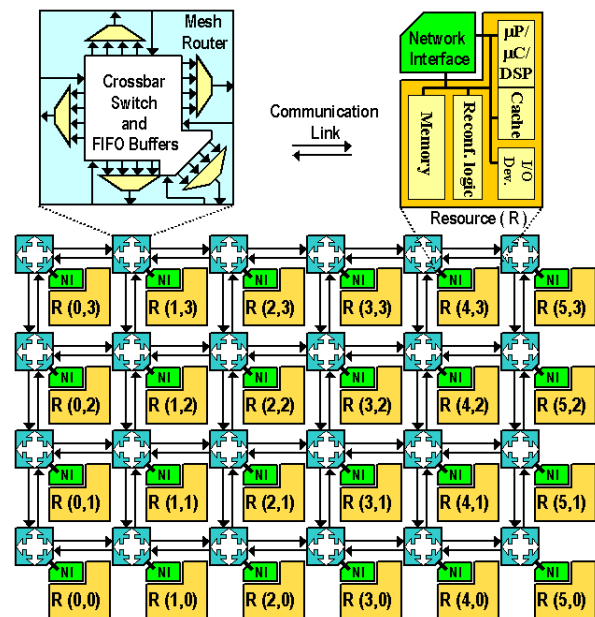 Mesh
Router
Crossbar
Switch
and
FIFO Buffers
Communication
Link
Network
Interface
µP/
µC/
DSP
Cache
Memory
Reconf. logic
I/O
Dev.
Resource ( R )
NI NI NI NI NI NI
R (0,3) R (1,3) R (2,3) R (3,3) R (4,3) R (5,3)
NI NI NI NI NI NI
R (0,2) R (1,2) R (2,2) R (3,2) R (4,2) R (5,2)
NI NI NI NI NI NI
R (0,1) R (1,1) R (2,1) R (3,1) R (4,1) R (5,1)
NI NI NI NI NI NI
R (0,0) R (1,0) R (2,0) R (3,0) R (4,0) R (5,0)